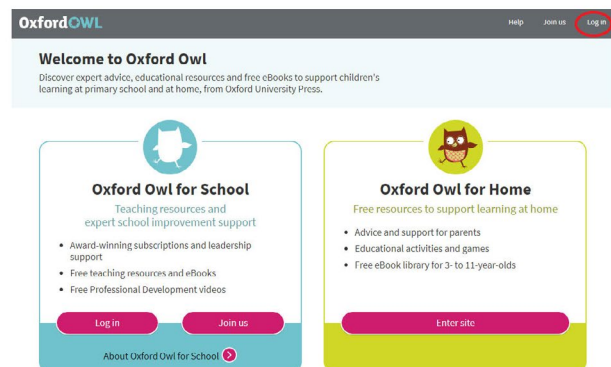 OxfordOWL
Help Join us Log in
Welcome to Oxford Owl
Discover expert advice, educational resources and free eBooks to support children's
learning at primary school and at home, from Oxford University Press.
Oxford Owl for School
Teaching resources and
expert school improvement support
• Award-winning subscriptions and leadership
support
• Free teaching resources and eBooks
• Free Professional Development videos
Log in Join us
About Oxford Owl for School
Oxford Owl for Home
Free resources to support learning at home
• Advice and support for parents
• Educational activities and games
• Free eBook library for 3- to 11-year-olds
Enter site